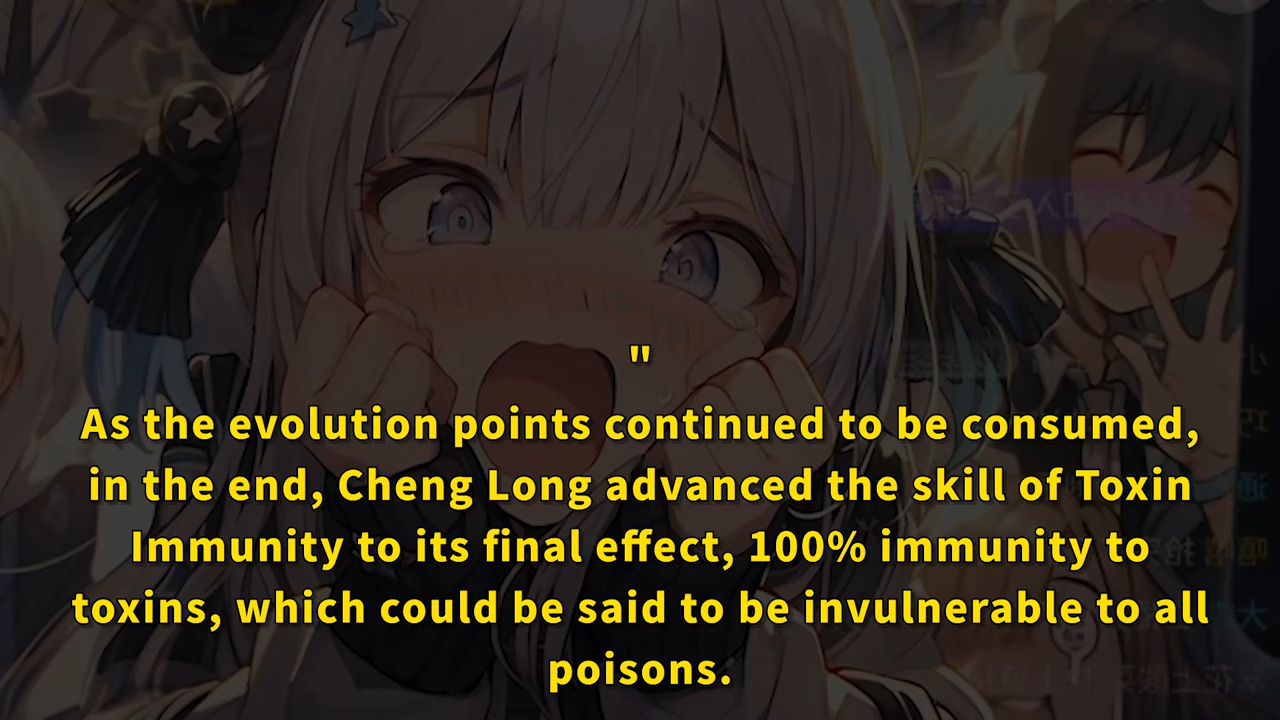 "
As the evolution points continued to be consumed,
in the end, Cheng Long advanced the skill of Toxin
Immunity to its final effect, 100% immunity to
toxins, which could be said to be invulnerable to all
poisons.